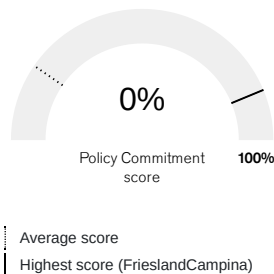 0%
Policy Commitment 100%
score
Average score
Highest score (FrieslandCampina)